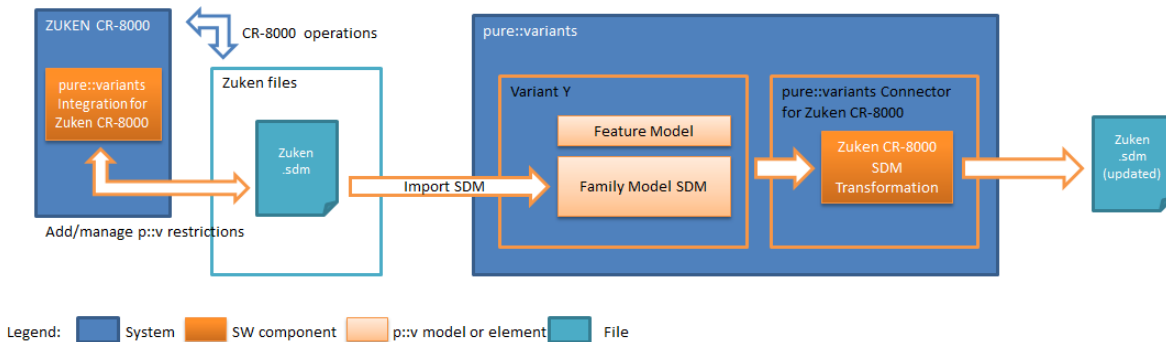 ZUKEN CR-8000
pure::variants
Integration for
Zuken CR-8000
CR-8000 operations
Zuken files
Zuken
.sdm
Add/manage p::v restrictions
Import SDM
pure::variants
Variant Y
Feature Model
Family Model SDM
pure::variants Connector
for Zuken CR-8000
Zuken CR-8000
SDM
Transformation
Zuken
.sdm
(updated)
Legend:
System
SW component
p::v model or element
File